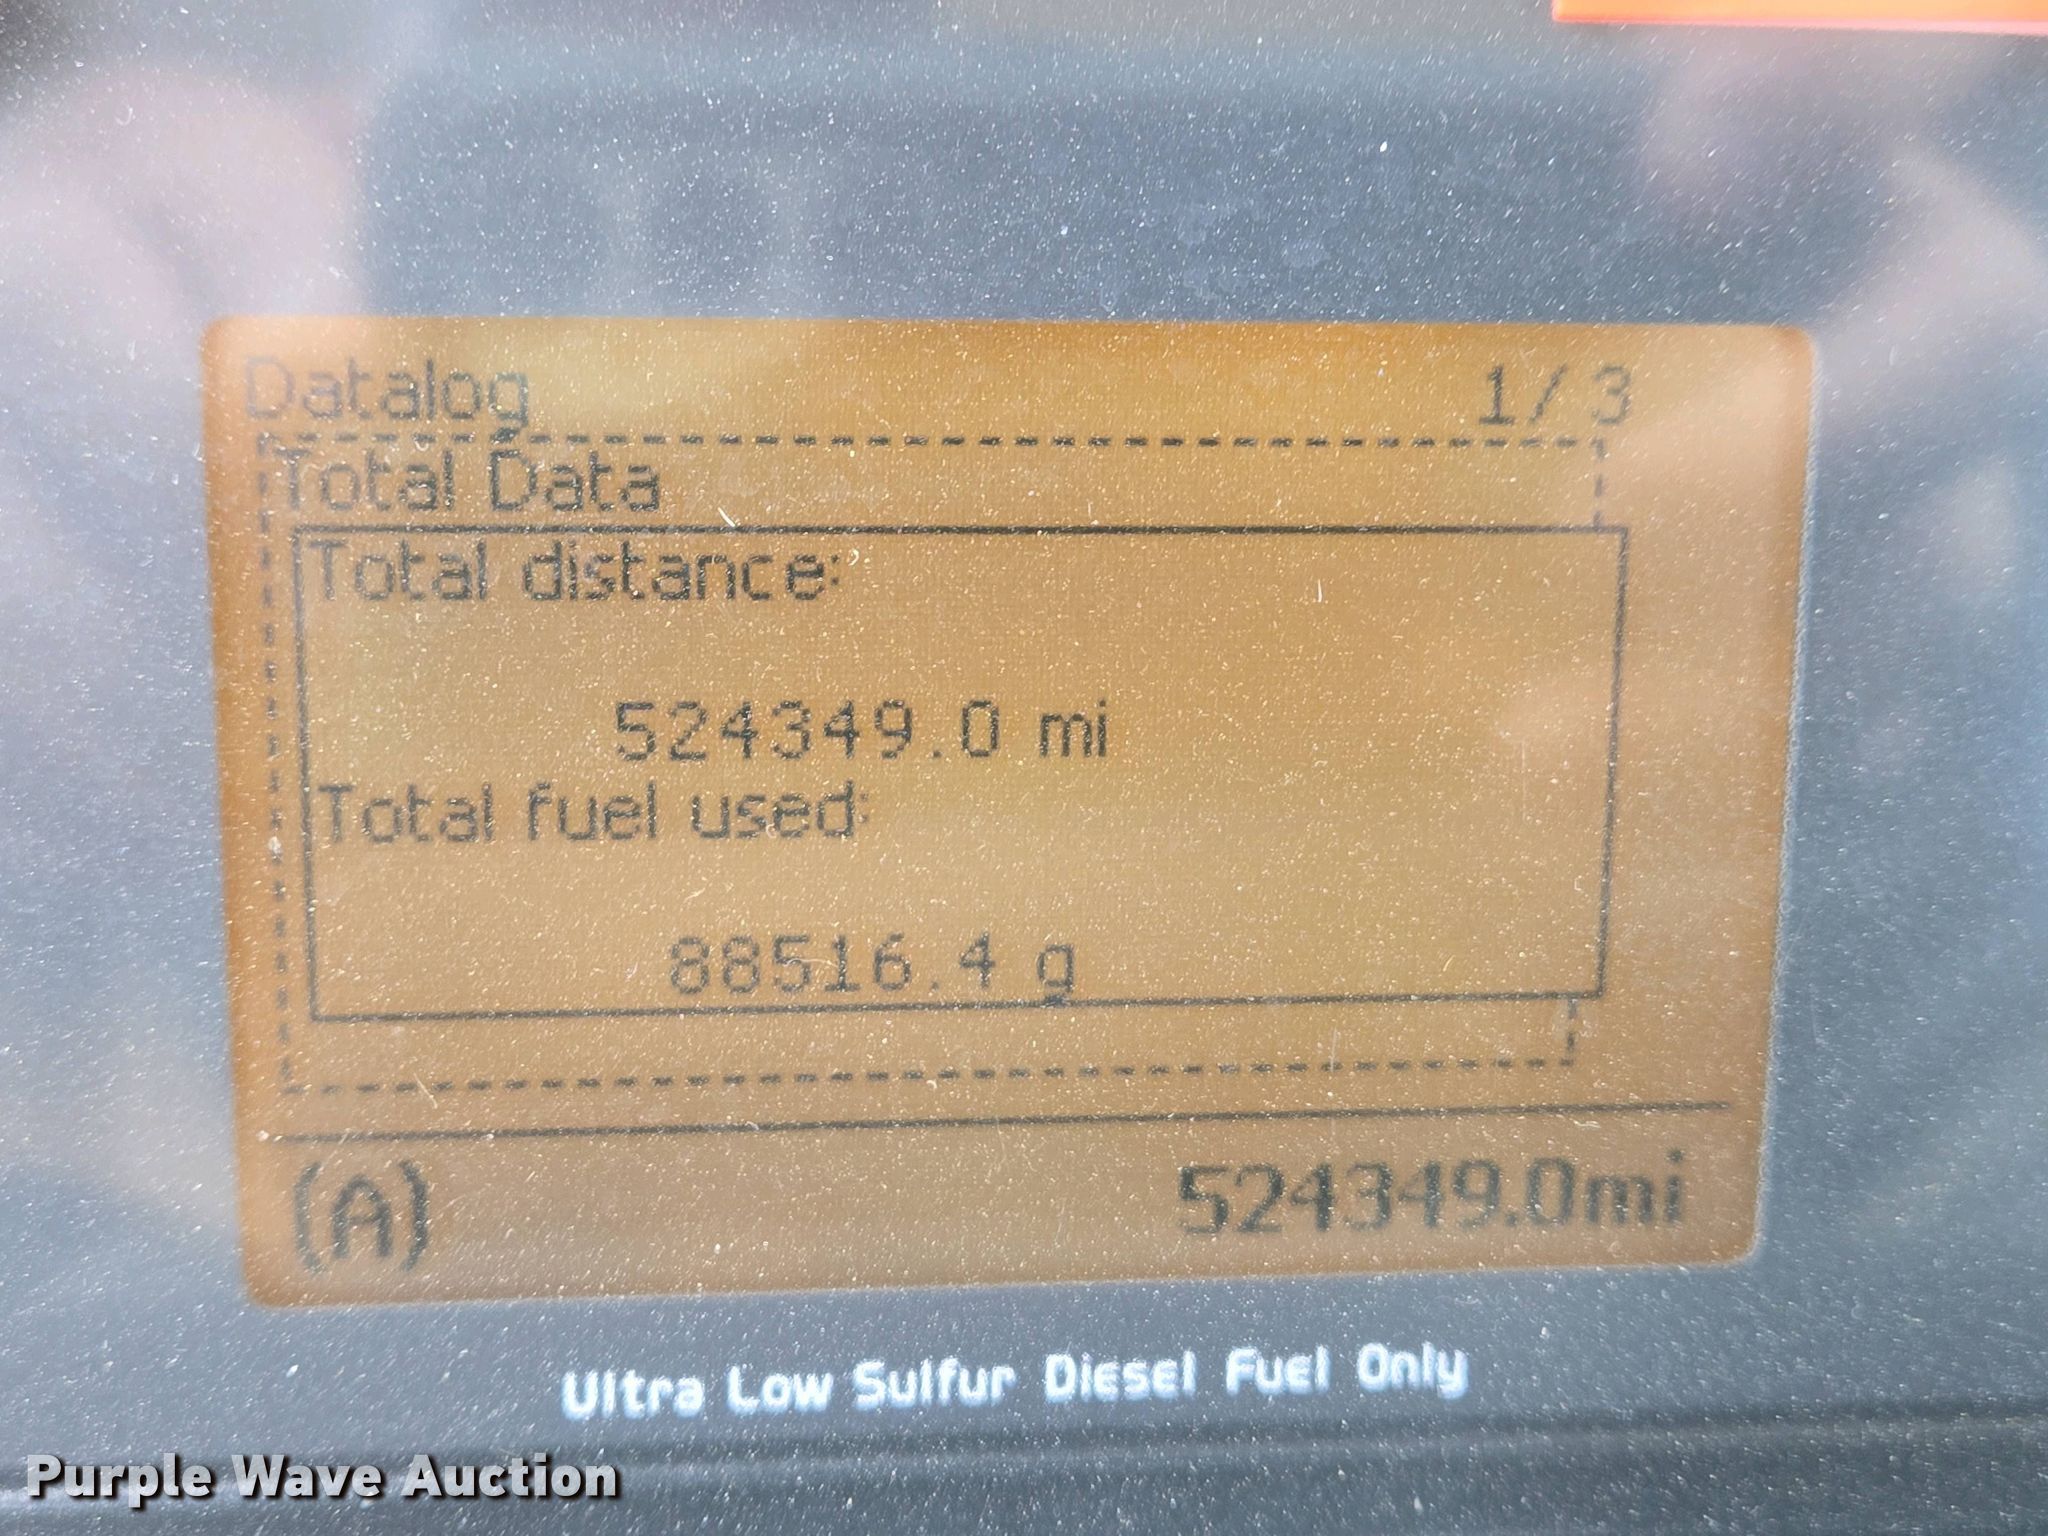 Datalog 1/3
Total Data
Total distance:
524349.0 mi
Total fuel used:
88516.4 g
(A) 524349.0mi
Ultra Low Sulfur Diesel Fuel Only
Purple Wave Auction